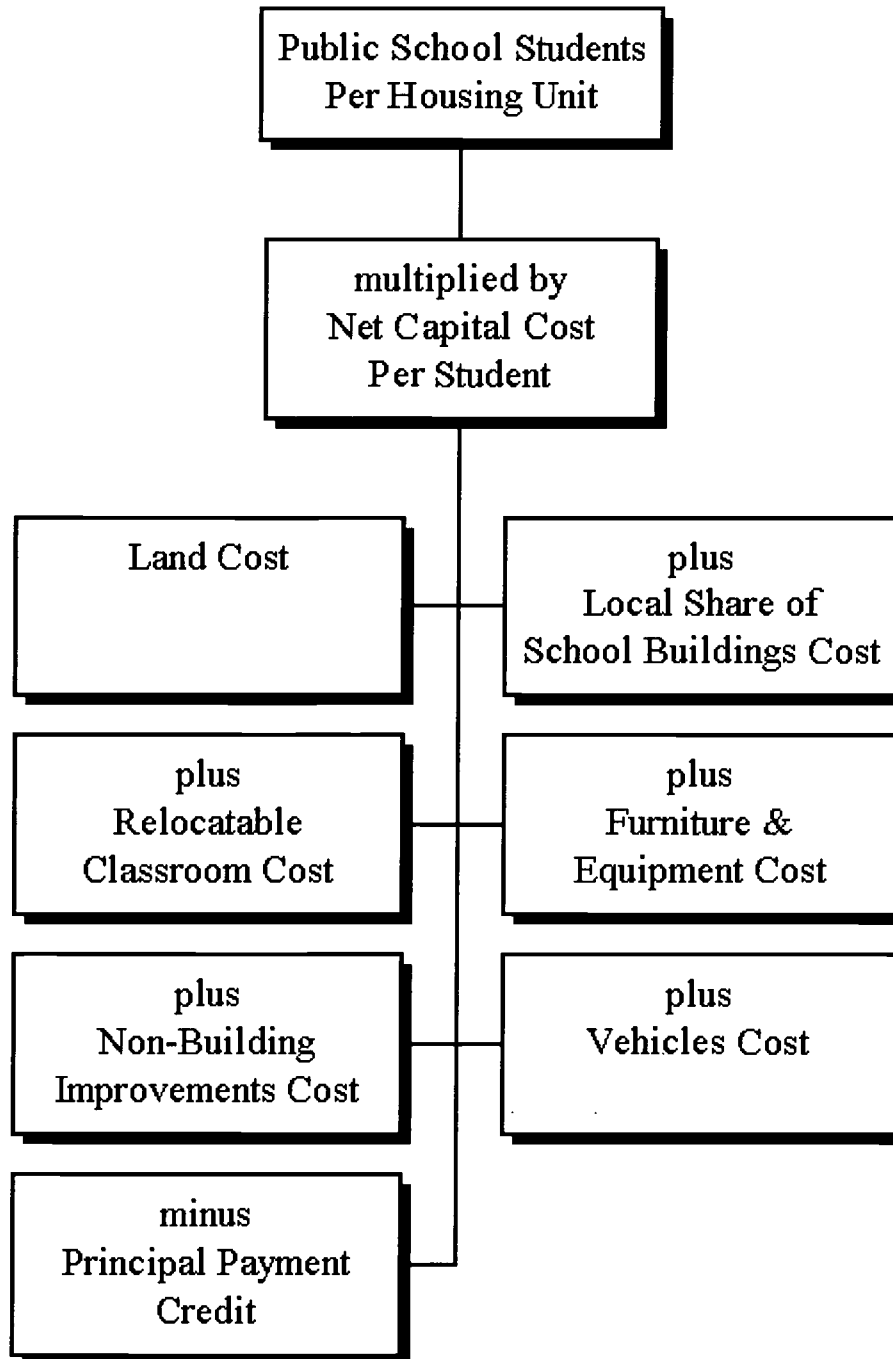 Public School Students
Per Housing Unit
multiplied by
Net Capital Cost
Per Student
Land Cost
plus
Local Share of
School Buildings Cost
plus
Relocatable
Classroom Cost
plus
Furniture &
Equipment Cost
plus
Non-Building
Improvements Cost
plus
Vehicles Cost
minus
Principal Payment
Credit